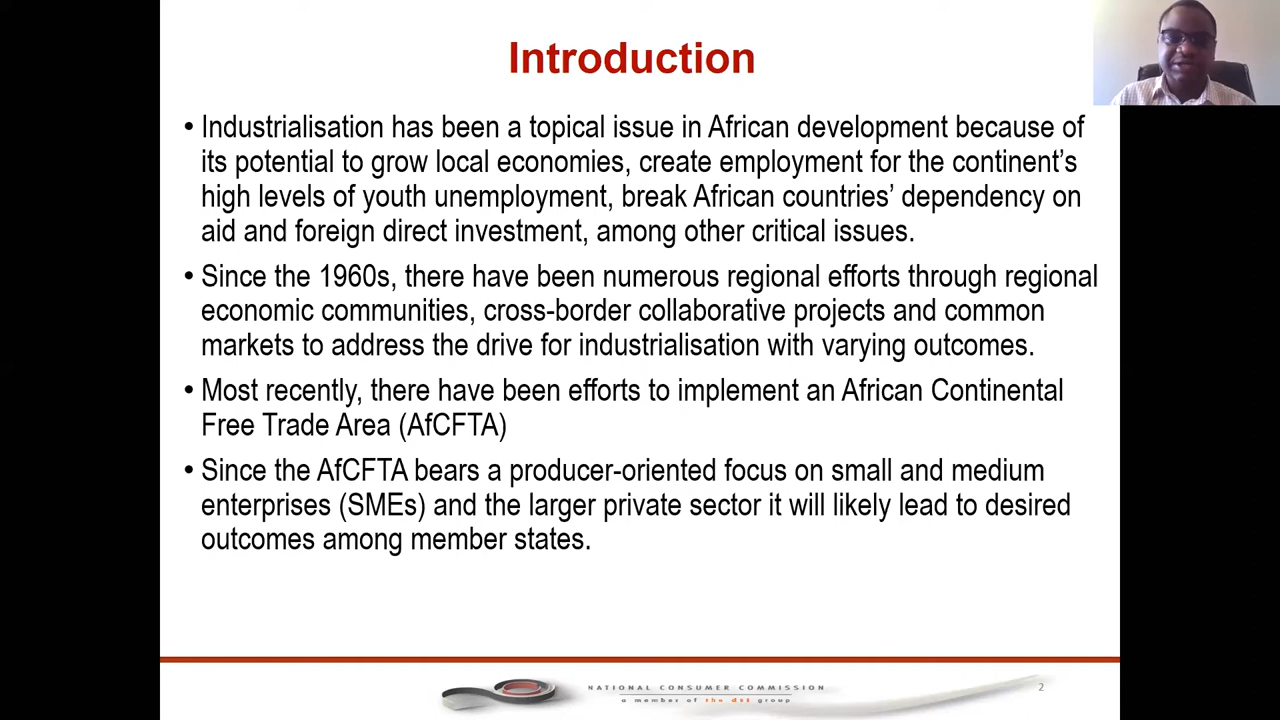 Introduction
• Industrialisation has been a topical issue in African development because of
its potential to grow local economies, create employment for the continent’s
high levels of youth unemployment, break African countries’ dependency on
aid and foreign direct investment, among other critical issues.
• Since the 1960s, there have been numerous regional efforts through regional
economic communities, cross-border collaborative projects and common
markets to address the drive for industrialisation with varying outcomes.
• Most recently, there have been efforts to implement an African Continental
Free Trade Area (AfCFTA)
• Since the AfCFTA bears a producer-oriented focus on small and medium
enterprises (SMEs) and the larger private sector it will likely lead to desired
outcomes among member states.
NATIONAL CONSUMER COMMISSION
a member of the dti group
2